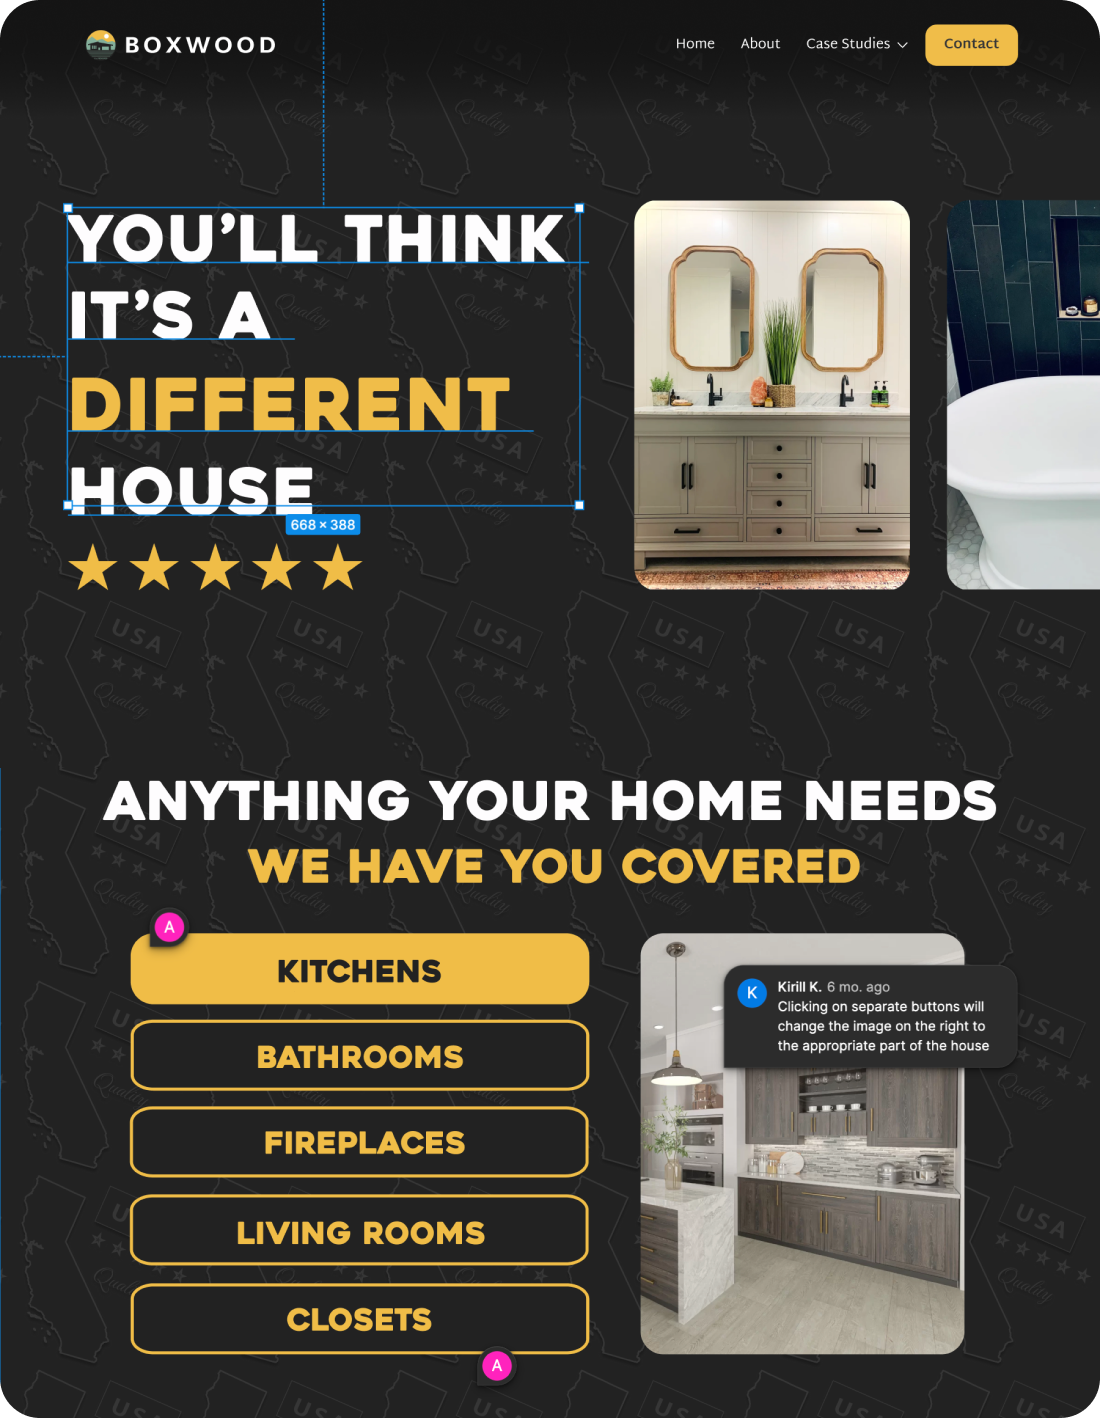 BOXWOOD
Home
About
Case Studies
Contact
YOU'LL THINK
IT'S A
DIFFERENT
HOUSE
668 × 388
USA
Quality
ANYTHING YOUR HOME NEEDS
WE HAVE YOU COVERED
A
KITCHENS
BATHROOMS
FIREPLACES
LIVING ROOMS
CLOSETS
A
K
Kirill K. 6 mo. ago
Clicking on separate buttons will
change the image on the right to
the appropriate part of the house